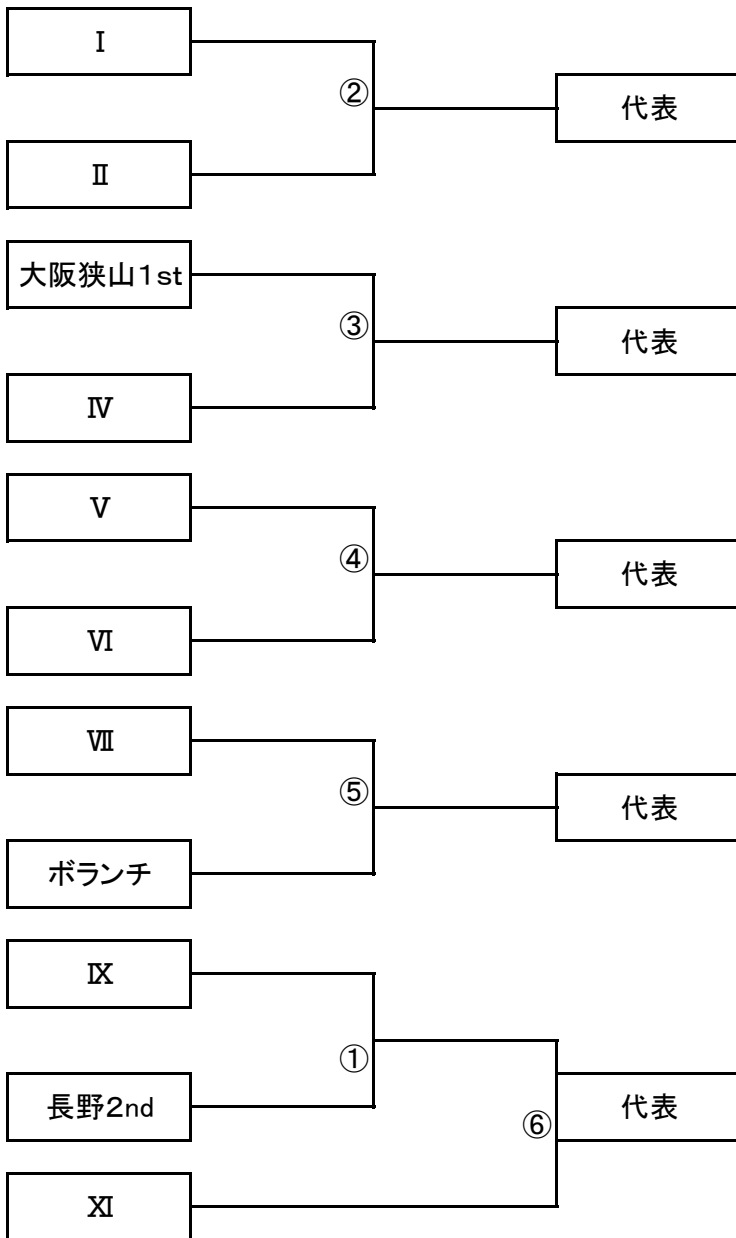 Ⅰ
②
代表
Ⅱ
大阪狭山1st
③
代表
Ⅳ
Ⅴ
④
代表
Ⅵ
Ⅶ
⑤
代表
ボランチ
Ⅸ
①
長野2nd
代表
⑥
Ⅺ